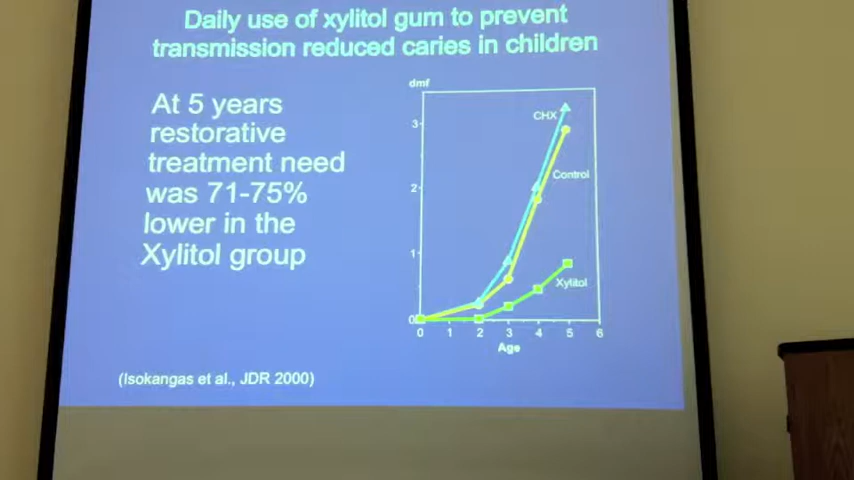 Daily use of xylitol gum to prevent
transmission reduced caries in children
At 5 years
restorative
treatment need
was 71-75%
lower in the
Xylitol group
dmf
3
2
1
0
CHX
Control
Xylitol
0 1 2 3 4 5 6
Age
(Isokangas et al., JDR 2000)